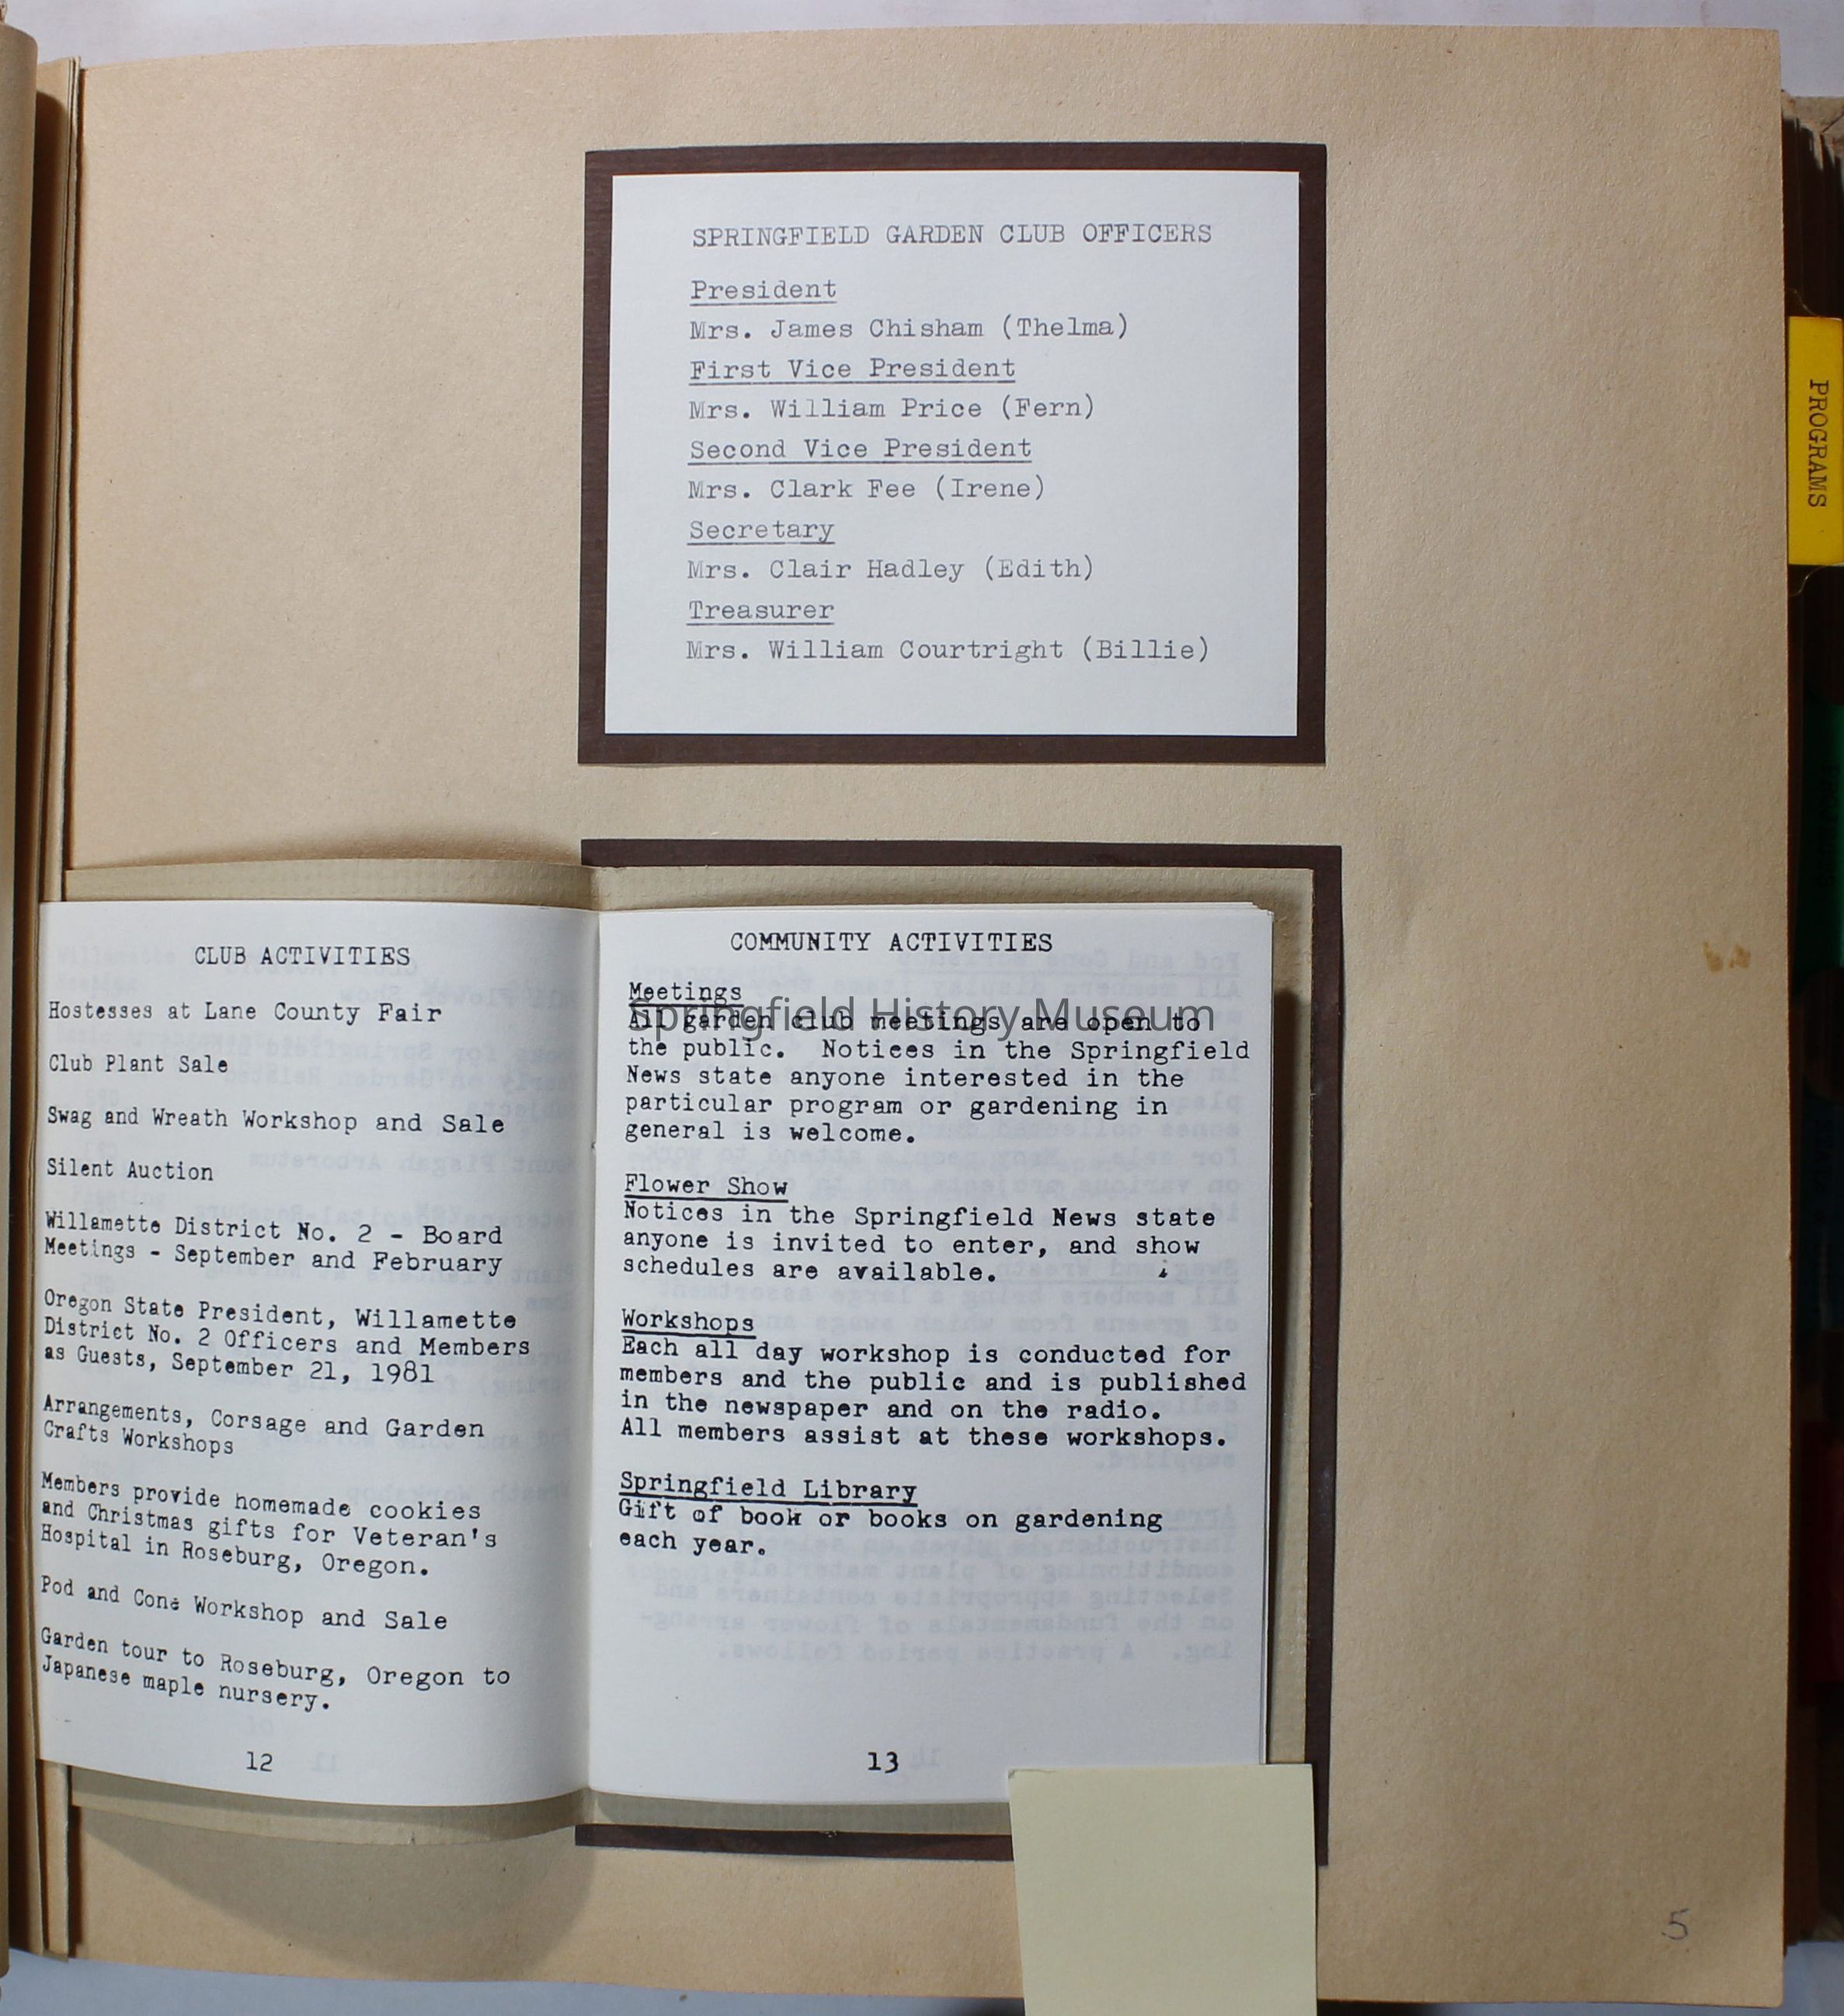 SPRINGFIELD GARDEN CLUB OFFICERS
President
Mrs. James Chisham (Thelma)
First Vice President
Mrs. William Price (Fern)
Second Vice President
Mrs. Clark Fee (Irene)
Secretary
Mrs. Clair Hadley (Edith)
Treasurer
Mrs. William Courtright (Billie)
PROGRAMS
CLUB ACTIVITIES
Hostesses at Lane County Fair
Club Plant Sale
Swag and Wreath Workshop and Sale
Silent Auction
Willamette District No. 2 - Board
Meetings - September and February
Oregon State President, Willamette
District No. 2 Officers and Members
as Guests, September 21, 1981
Arrangements, Corsage and Garden
Crafts Workshops
Members provide homemade cookies
and Christmas gifts for Veteran's
Hospital in Roseburg, Oregon.
Pod and Cone Workshop and Sale
Garden tour to Roseburg, Oregon to
Japanese maple nursery.
12
COMMUNITY ACTIVITIES
Meetings
Springfield History Museum
All garden club meetings are open to
the public. Notices in the Springfield
News state anyone interested in the
particular program or gardening in
general is welcome.
Flower Show
Notices in the Springfield News state
anyone is invited to enter, and show
schedules are available.
Workshops
Each all day workshop is conducted for
members and the public and is published
in the newspaper and on the radio.
All members assist at these workshops.
Springfield Library
Gift of book or books on gardening
each year.
13
5